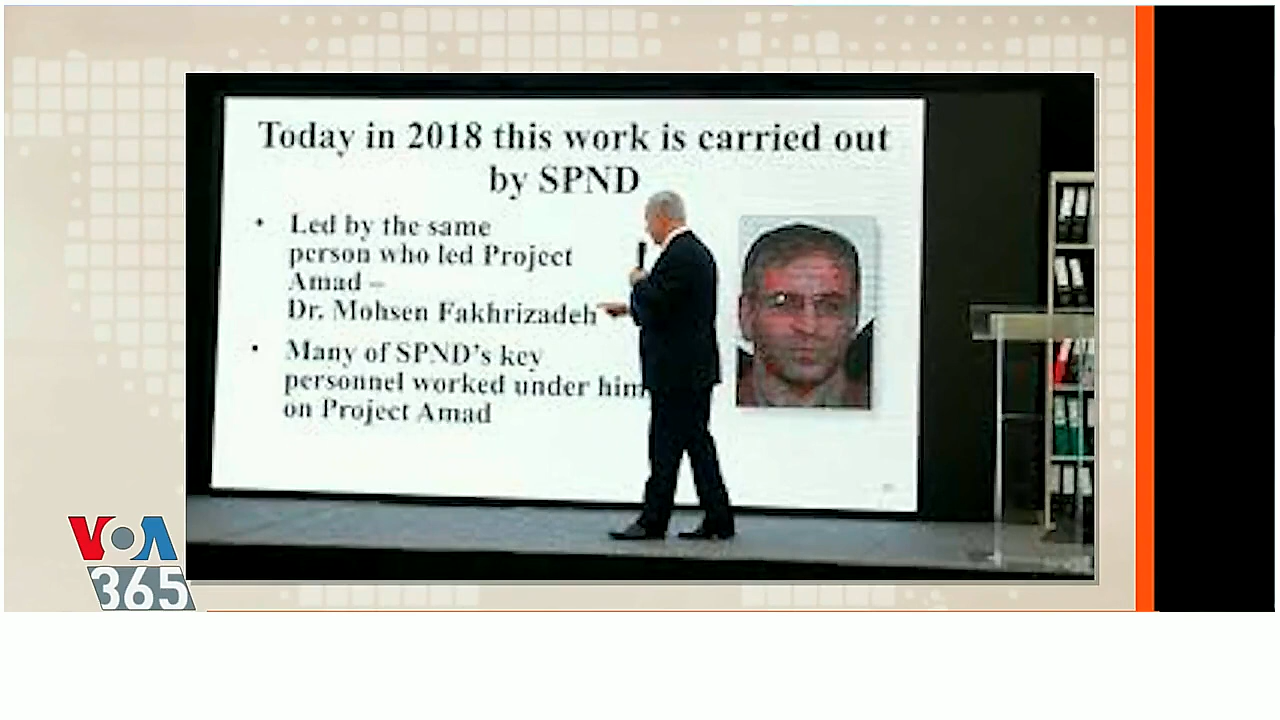 Today in 2018 this work is carried out
by SPND
• Led by the same
person who led Project
Amad –
Dr. Mohsen Fakhrizadeh
• Many of SPND's key
personnel worked under him
on Project Amad
VOA
365